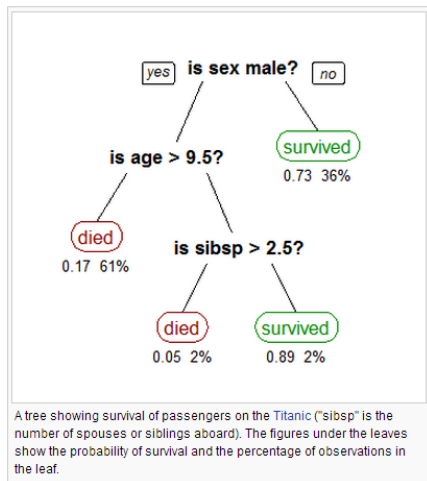 yes is sex male? no
is age > 9.5?
survived
0.73 36%
died
0.17 61%
is sibsp > 2.5?
died survived
0.05 2% 0.89 2%
A tree showing survival of passengers on the Titanic ("sibsp" is the
number of spouses or siblings aboard). The figures under the leaves
show the probability of survival and the percentage of observations in
the leaf.